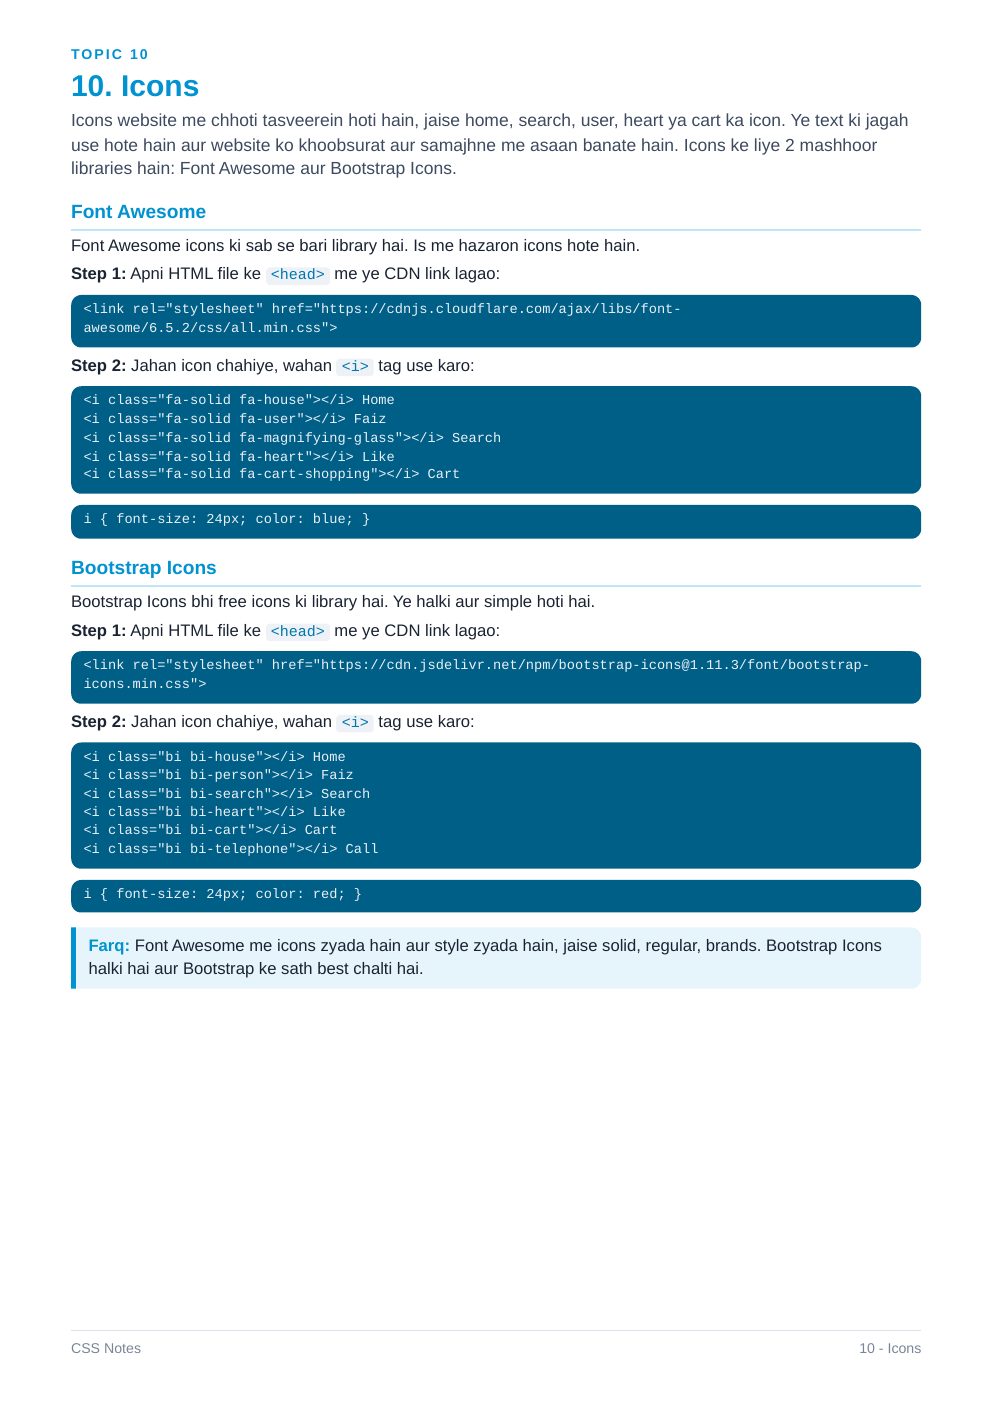 TOPIC 10
10. Icons
Icons website me chhoti tasveerein hoti hain, jaise home, search, user, heart ya cart ka icon. Ye text ki jagah
use hote hain aur website ko khoobsurat aur samajhne me asaan banate hain. Icons ke liye 2 mashhoor
libraries hain: Font Awesome aur Bootstrap Icons.
Font Awesome
Font Awesome icons ki sab se bari library hai. Is me hazaron icons hote hain.
Step 1: Apni HTML file ke <head> me ye CDN link lagao:
<link rel="stylesheet" href="https://cdnjs.cloudflare.com/ajax/libs/font-
awesome/6.5.2/css/all.min.css">
Step 2: Jahan icon chahiye, wahan <i> tag use karo:
<i class="fa-solid fa-house"></i> Home
<i class="fa-solid fa-user"></i> Faiz
<i class="fa-solid fa-magnifying-glass"></i> Search
<i class="fa-solid fa-heart"></i> Like
<i class="fa-solid fa-cart-shopping"></i> Cart
i { font-size: 24px; color: blue; }
Bootstrap Icons
Bootstrap Icons bhi free icons ki library hai. Ye halki aur simple hoti hai.
Step 1: Apni HTML file ke <head> me ye CDN link lagao:
<link rel="stylesheet" href="https://cdn.jsdelivr.net/npm/bootstrap-icons@1.11.3/font/bootstrap-
icons.min.css">
Step 2: Jahan icon chahiye, wahan <i> tag use karo:
<i class="bi bi-house"></i> Home
<i class="bi bi-person"></i> Faiz
<i class="bi bi-search"></i> Search
<i class="bi bi-heart"></i> Like
<i class="bi bi-cart"></i> Cart
<i class="bi bi-telephone"></i> Call
i { font-size: 24px; color: red; }
Farq: Font Awesome me icons zyada hain aur style zyada hain, jaise solid, regular, brands. Bootstrap Icons
halki hai aur Bootstrap ke sath best chalti hai.
CSS Notes
10 - Icons